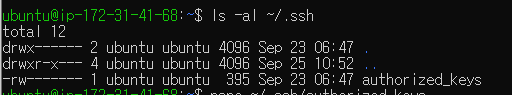 ubuntu@ip-172-31-41-68:~$ ls -al ~/.ssh
total 12
drwx------ 2 ubuntu ubuntu 4096 Sep 23 06:47 .
drwxr-x--- 4 ubuntu ubuntu 4096 Sep 25 10:52 ..
-rw------- 1 ubuntu ubuntu  395 Sep 23 06:47 authorized_keys